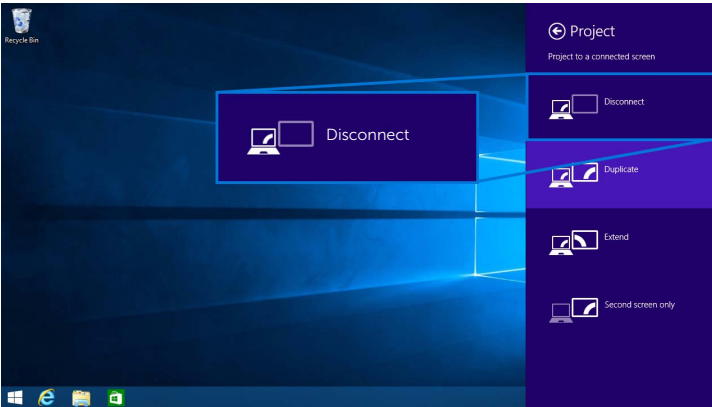 Recycle Bin
Project
Project to a connected screen
Disconnect
Disconnect
Duplicate
Extend
Second screen only